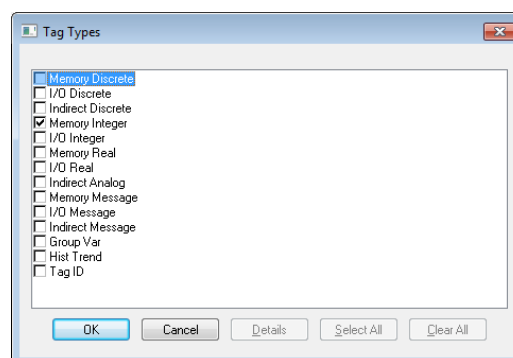 Tag Types
Memory Discrete
I/O Discrete
Indirect Discrete
Memory Integer
I/O Integer
Memory Real
I/O Real
Indirect Analog
Memory Message
I/O Message
Indirect Message
Group Var
Hist Trend
Tag ID
OK Cancel Details Select All Clear All